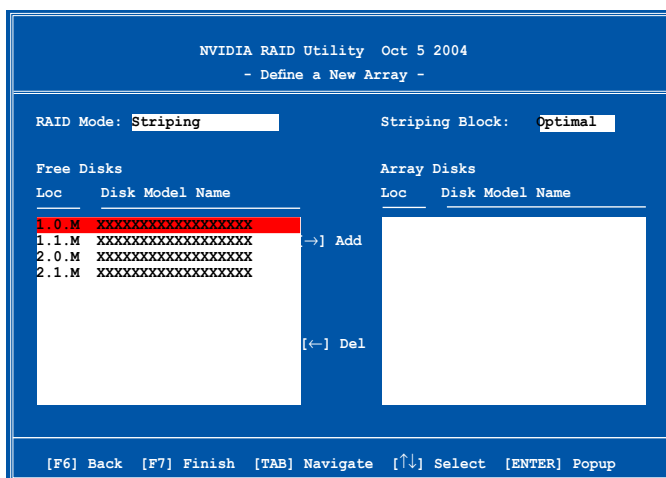 NVIDIA RAID Utility Oct 5 2004
- Define a New Array -
RAID Mode: Striping
Striping Block: Optimal
Free Disks
Loc Disk Model Name
1.0.M XXXXXXXXXXXXXXXXXX
1.1.M XXXXXXXXXXXXXXXXXX
2.0.M XXXXXXXXXXXXXXXXXX
2.1.M XXXXXXXXXXXXXXXXXX
[→] Add
[←] Del
Array Disks
Loc Disk Model Name
[F6] Back [F7] Finish [TAB] Navigate [↑↓] Select [ENTER] Popup